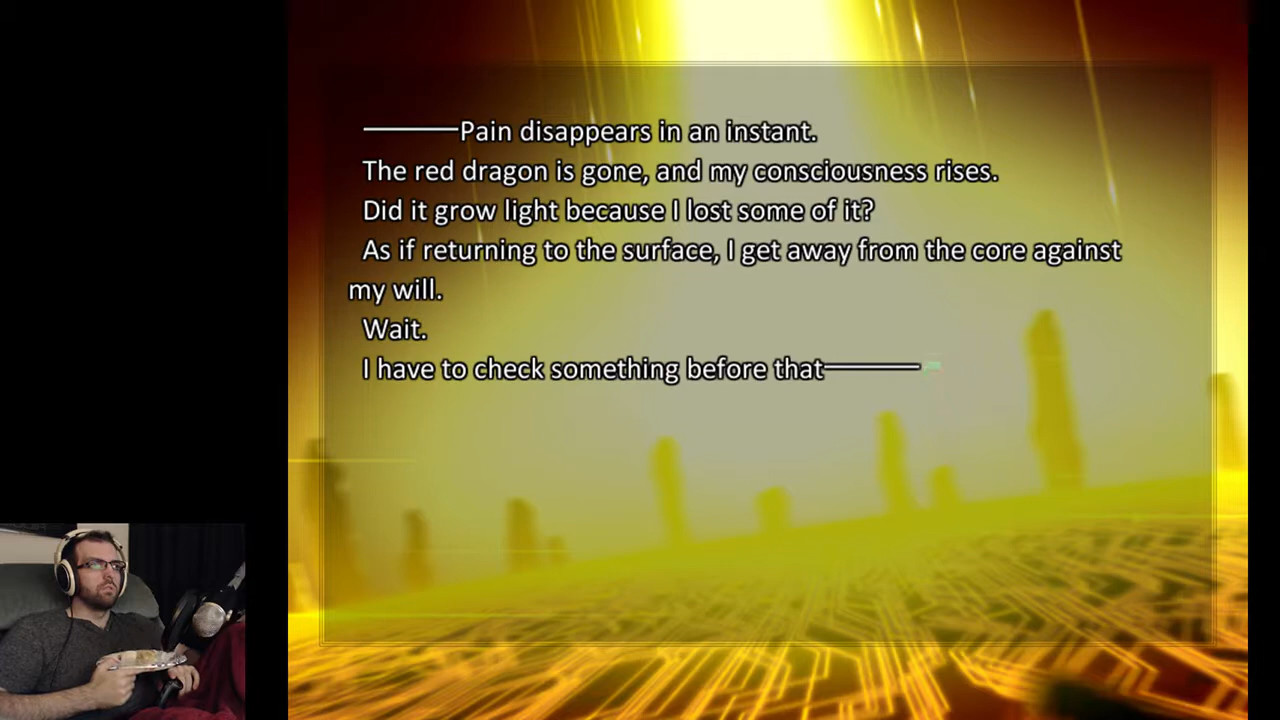 ————Pain disappears in an instant.
The red dragon is gone, and my consciousness rises.
Did it grow light because I lost some of it?
As if returning to the surface, I get away from the core against
my will.
Wait.
I have to check something before that————